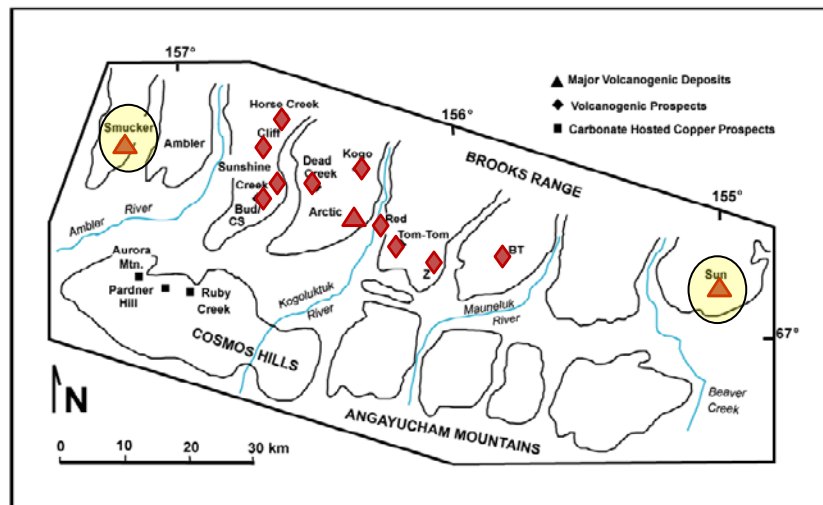 157°
Major Volcanogenic Deposits
Volcanogenic Prospects
Carbonate Hosted Copper Prospects
Horse Creek
Smucker
Cliff
Ambler
156°
Kogo
Dead
Creek
Sunshine
Creek
BROOKS RANGE
155°
Bud/
CS
Arctic
Red
Ambler River
Tom-Tom
Z
BT
Sun
Aurora
Mtn.
Pardner
Hill
Ruby
Creek
Kogoluktuk
River
Mauneluk
River
67°
COSMOS HILLS
Beaver
Creek
N
ANGAYUCHAM MOUNTAINS
0 10 20 30 km